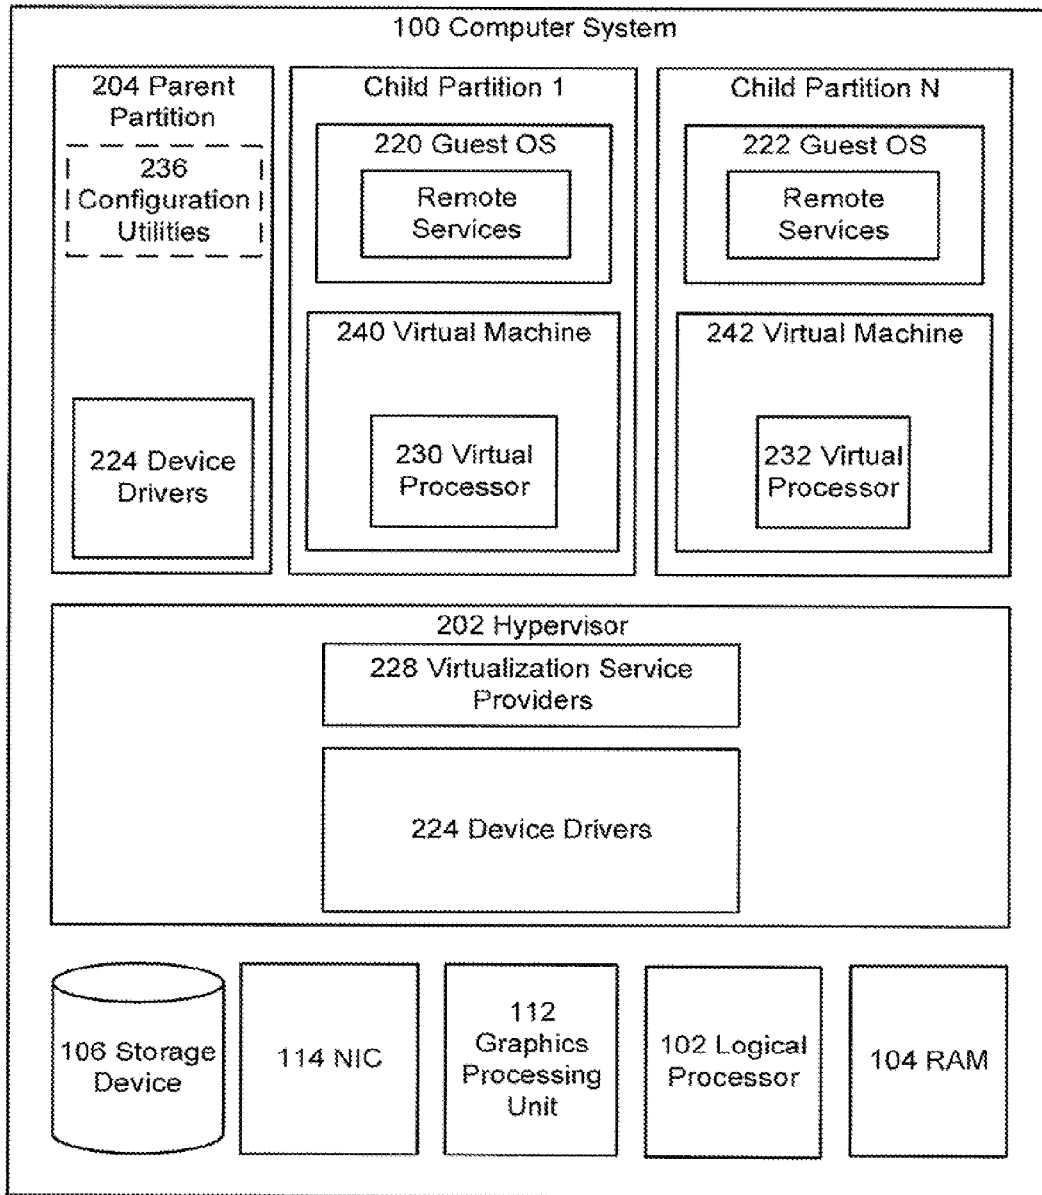 100 Computer System
204 Parent
Partition
236
Configuration
Utilities
224 Device
Drivers
Child Partition 1
220 Guest OS
Remote
Services
240 Virtual Machine
230 Virtual
Processor
Child Partition N
222 Guest OS
Remote
Services
242 Virtual Machine
232 Virtual
Processor
202 Hypervisor
228 Virtualization Service
Providers
224 Device Drivers
106 Storage
Device
114 NIC
112
Graphics
Processing
Unit
102 Logical
Processor
104 RAM